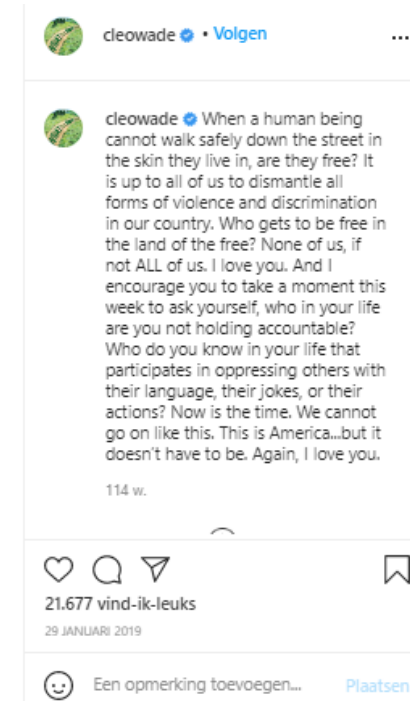 cleowade • Volgen
cleowade When a human being
cannot walk safely down the street in
the skin they live in, are they free? It
is up to all of us to dismantle all
forms of violence and discrimination
in our country. Who gets to be free in
the land of the free? None of us, if
not ALL of us. I love you. And I
encourage you to take a moment this
week to ask yourself, who in your life
are you not holding accountable?
Who do you know in your life that
participates in oppressing others with
their language, their jokes, or their
actions? Now is the time. We cannot
go on like this. This is America...but it
doesn't have to be. Again, I love you.
114 w.
21.677 vind-ik-leuks
29 JANUARI 2019
Een opmerking toevoegen... Plaatsen